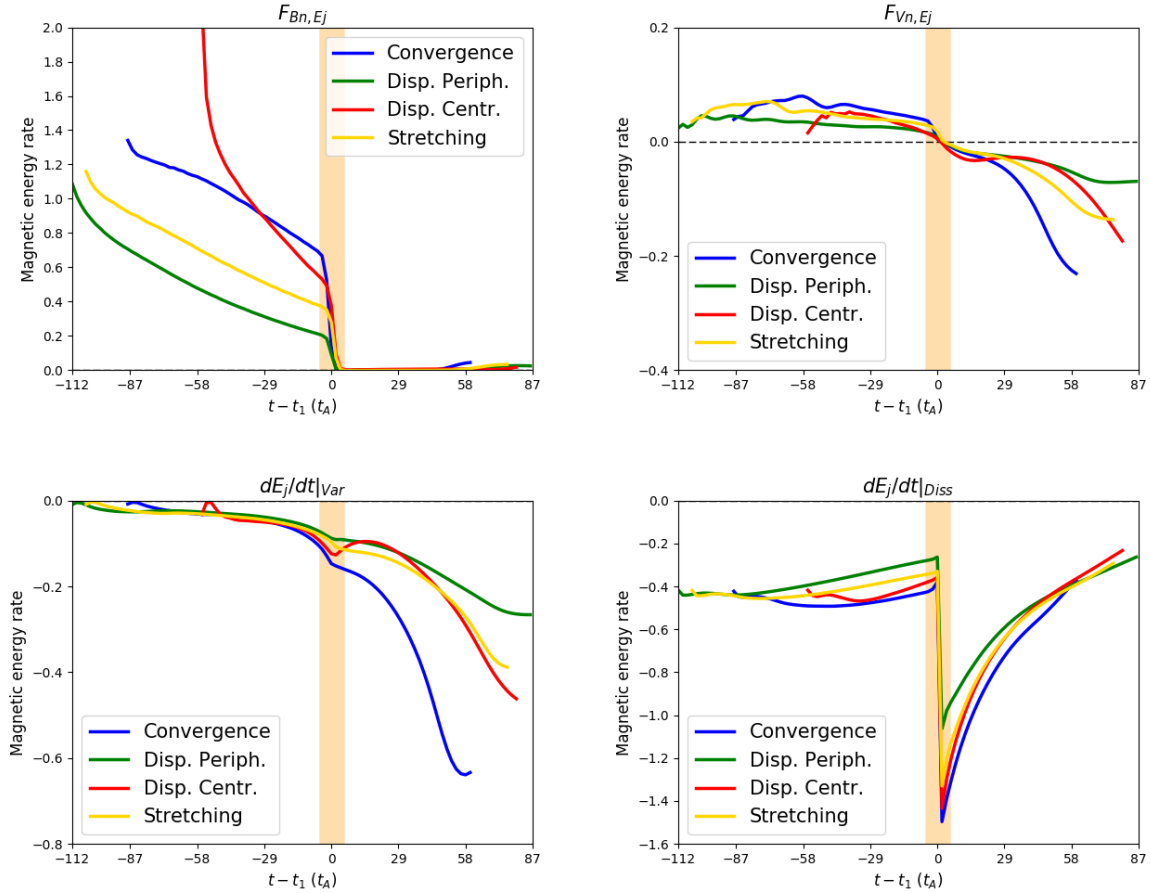 F_{Bn,Ej}
Magnetic energy rate
2.0
1.8
1.6
1.4
1.2
1.0
0.8
0.6
0.4
0.2
0.0
Convergence
Disp. Periph.
Disp. Centr.
Stretching
−112 −87 −58 −29 0 29 58 87
t − t_1 (t_A)
F_{Vn,Ej}
Magnetic energy rate
0.2
0.0
−0.2
−0.4
Convergence
Disp. Periph.
Disp. Centr.
Stretching
−112 −87 −58 −29 0 29 58 87
t − t_1 (t_A)
dE_j/dt|_{Var}
Magnetic energy rate
0.0
−0.2
−0.4
−0.6
−0.8
Convergence
Disp. Periph.
Disp. Centr.
Stretching
−112 −87 −58 −29 0 29 58 87
t − t_1 (t_A)
dE_j/dt|_{Diss}
Magnetic energy rate
0.0
−0.2
−0.4
−0.6
−0.8
−1.0
−1.2
−1.4
−1.6
Convergence
Disp. Periph.
Disp. Centr.
Stretching
−112 −87 −58 −29 0 29 58 87
t − t_1 (t_A)